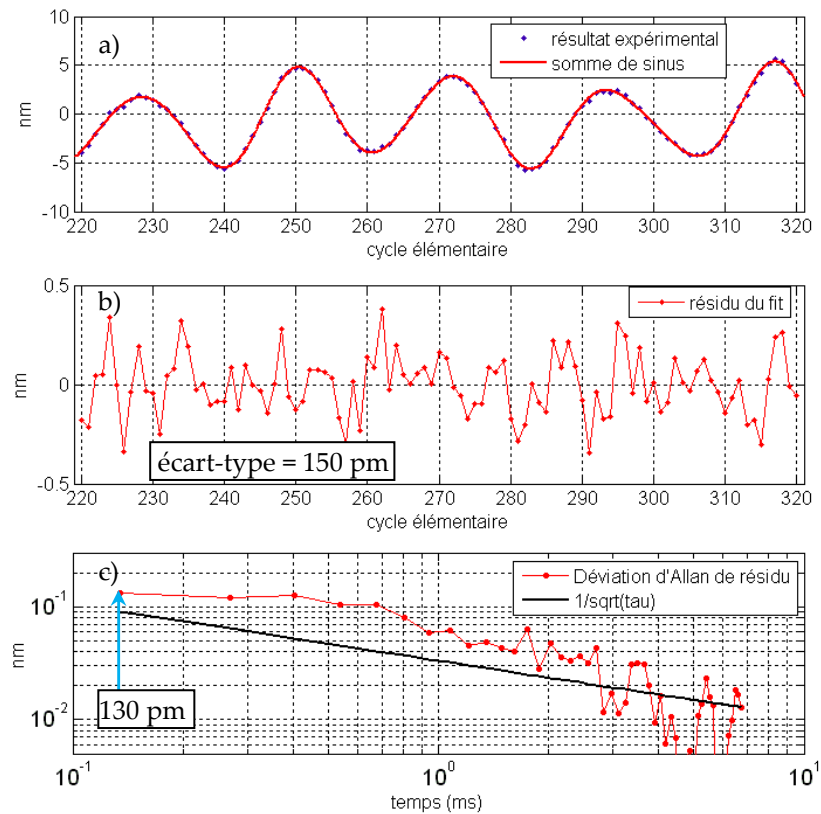 a)
10
5
0
-5
-10
nm
résultat expérimental
somme de sinus
220 230 240 250 260 270 280 290 300 310 320
cycle élémentaire
b)
0.5
0
-0.5
nm
résidu du fit
écart-type = 150 pm
220 230 240 250 260 270 280 290 300 310 320
cycle élémentaire
c)
10⁻¹
10⁻²
nm
Déviation d'Allan de résidu
1/sqrt(tau)
130 pm
10⁻¹ 10⁰ 10¹
temps (ms)